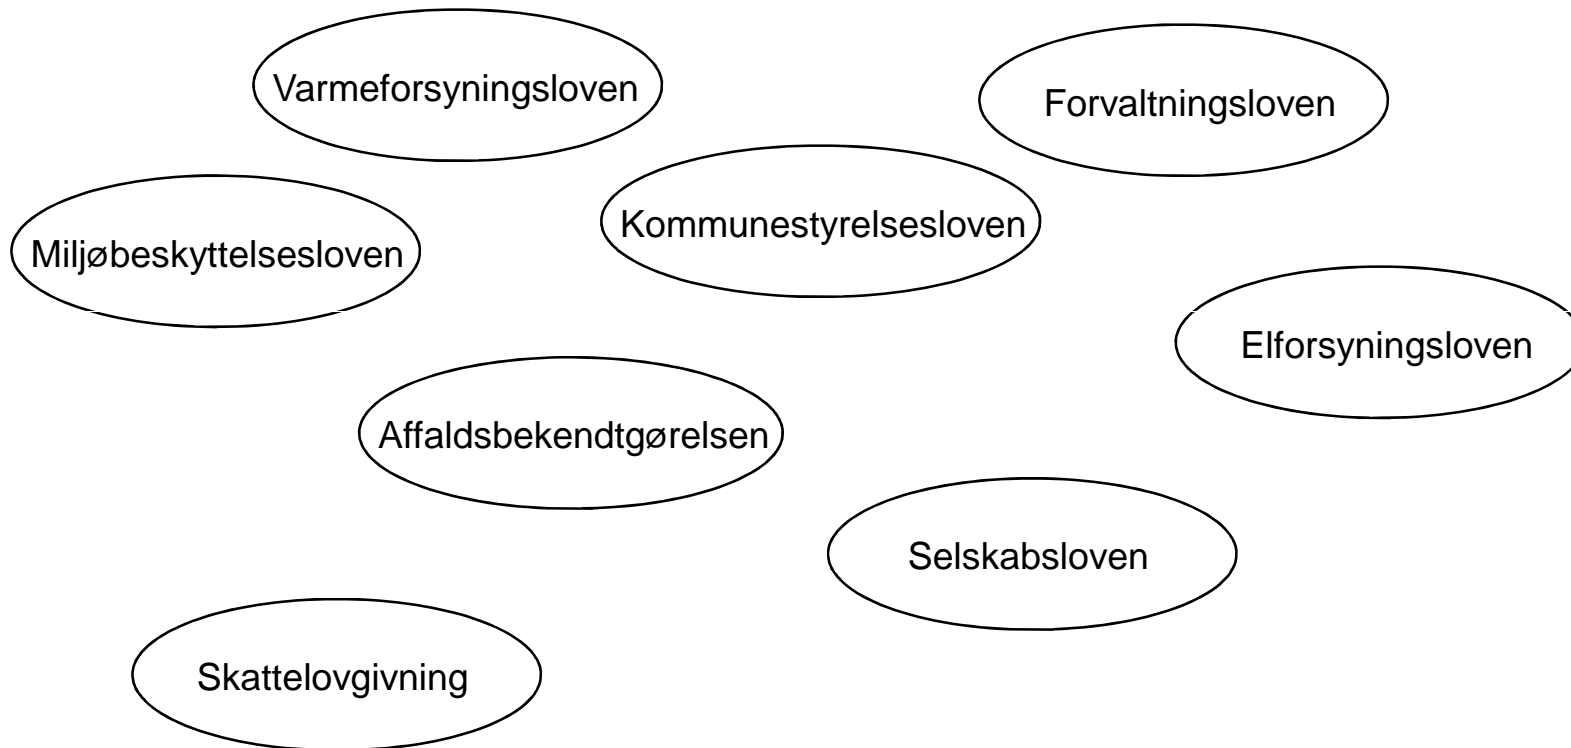 Varmeforsyningsloven
Forvaltningsloven
Kommunestyrelsesloven
Miljøbeskyttelsesloven
Elforsyningsloven
Affaldsbekendtgørelsen
Selskabsloven
Skattelovgivning